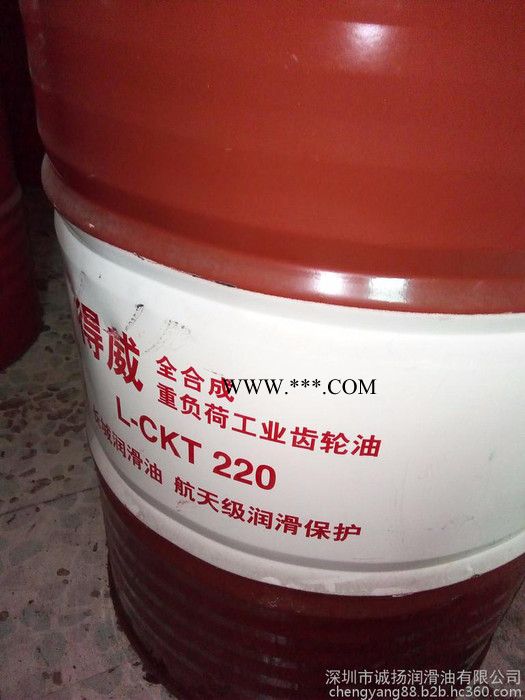 得威
全合成
WWW.***.COM
重负荷工业齿轮油
L-CKT 220
长城润滑油 航天级润滑保护
深圳市诚扬润滑油有限公司
chengyang88.b2b.hc360.com/